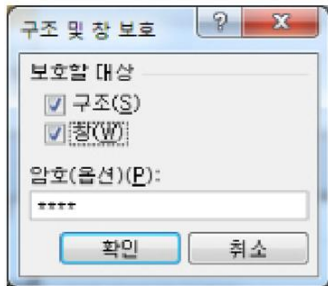 구조 및 창 보호
보호할 대상
구조(S)
창(W)
암호(옵션)(P):
****
확인
취소